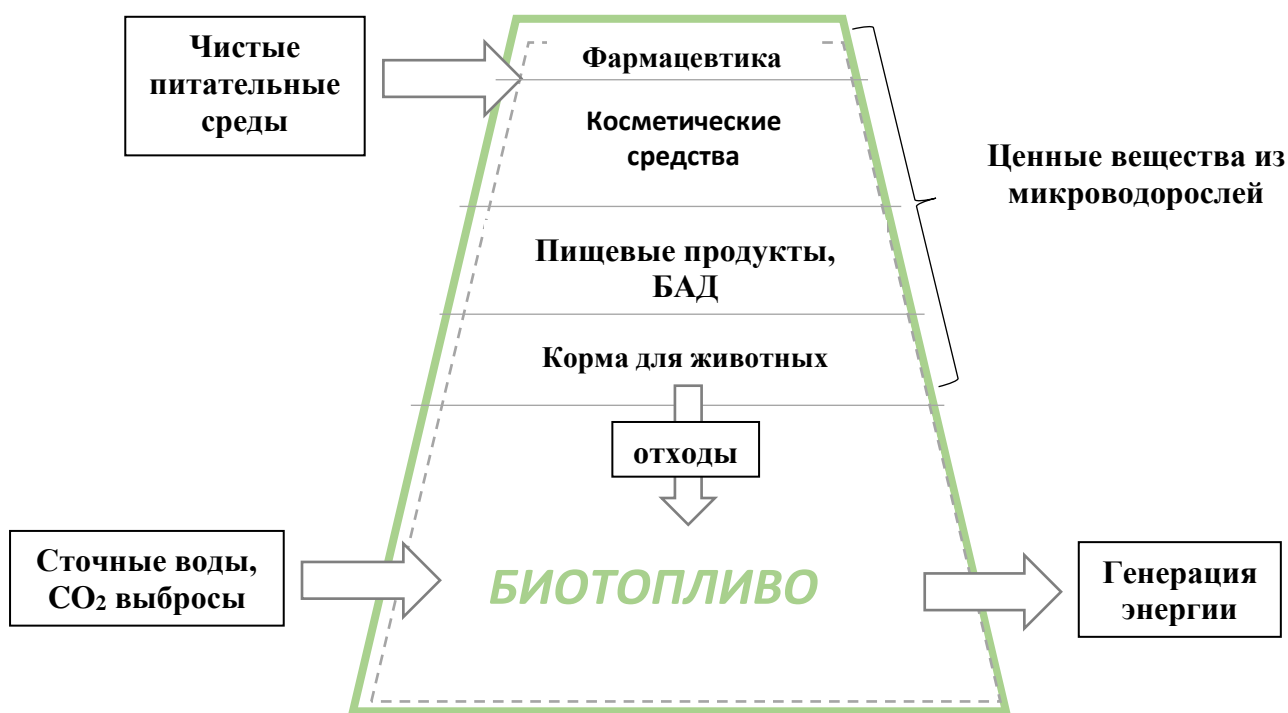 Чистые
питательные
среды
Фармацевтика
Косметические
средства
Ценные вещества из
микроводорослей
Пищевые продукты,
БАД
Корма для животных
отходы
Сточные воды,
СО₂ выбросы
БИОТОПЛИВО
Генерация
энергии